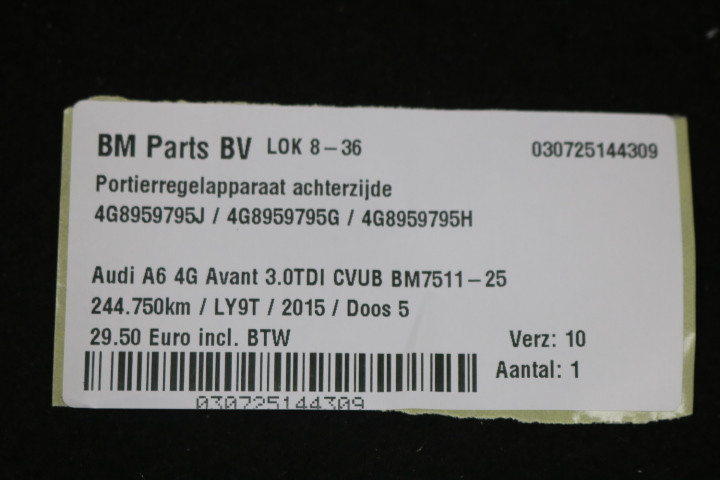 BM Parts BV LOK 8-36 030725144309
Portierregelapparaat achterzijde
4G8959795J / 4G8959795G / 4G8959795H
Audi A6 4G Avant 3.0TDI CVUB BM7511-25
244.750km / LY9T / 2015 / Doos 5
29.50 Euro incl. BTW Verz: 10
Aantal: 1
030725144309